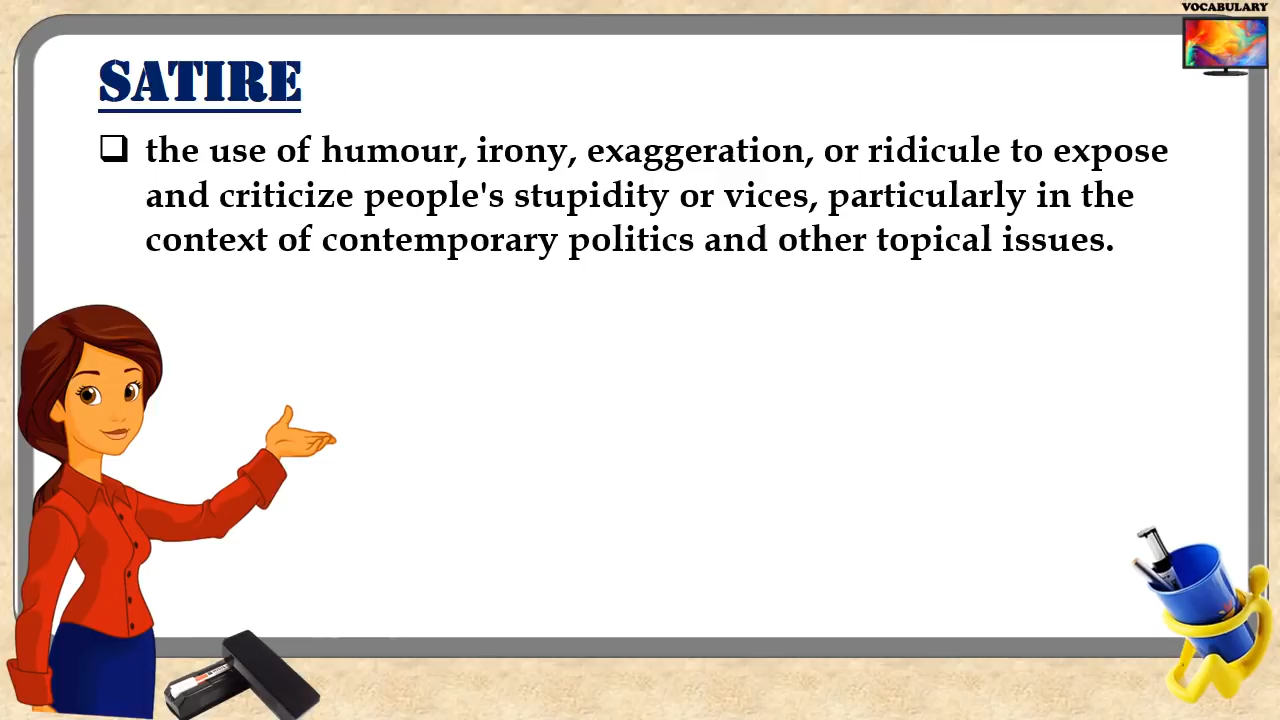 VOCABULARY
SATIRE
the use of humour, irony, exaggeration, or ridicule to expose
and criticize people's stupidity or vices, particularly in the
context of contemporary politics and other topical issues.